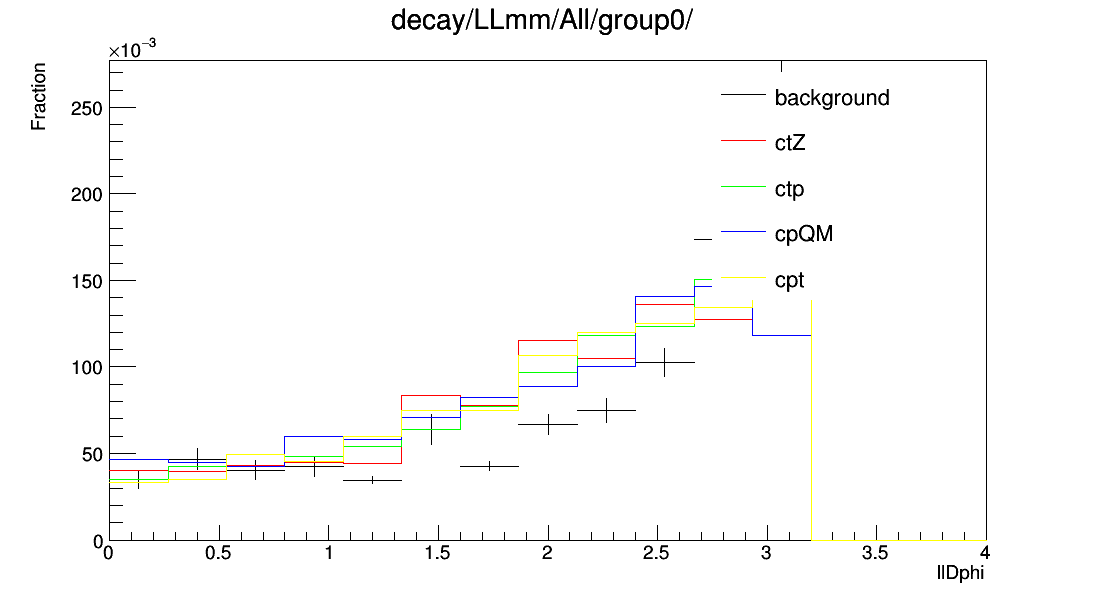 decay/LLmm/All/group0/
×10⁻³
Fraction
250
200
150
100
50
0
background
ctZ
ctp
cpQM
cpt
0 0.5 1 1.5 2 2.5 3 3.5 4
llDphi